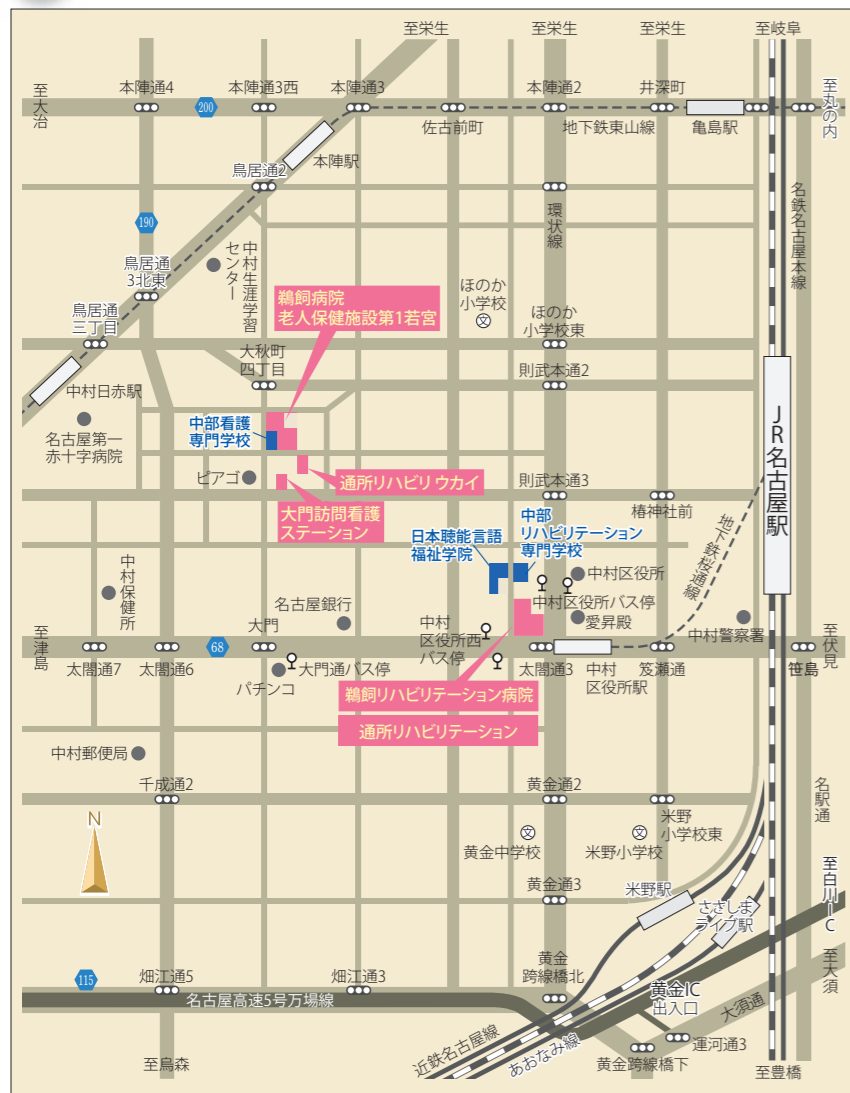 至栄生
至栄生
至栄生
至岐阜
至大治
本陣通4
本陣通3西
本陣通3
本陣通2
井深町
至丸の内
200
佐古前町
地下鉄東山線
亀島駅
本陣駅
鳥居通2
190
環状線
名鉄名古屋本線
鳥居通
3北東
中村生涯学習
センター
ほのか
小学校
文
鵜飼病院
老人保健施設第1若宮
鳥居通
三丁目
ほのか
小学校東
大秋町
四丁目
則武本通2
中村日赤駅
名古屋第一
赤十字病院
中部看護
専門学校
JR名古屋駅
ピアゴ
通所リハビリ ウカイ
則武本通3
椿神社前
地下鉄桜通線
大門訪問看護
ステーション
日本聴能言語
福祉学院
中部
リハビリテーション
専門学校
中村保健所
中村区役所
名古屋銀行
中村区役所バス停
愛昇殿
中村警察署
至津島
68
大門
中村
区役所西
バス停
至伏見
太閤通7
太閤通6
大門通バス停
パチンコ
太閤通3
中村
区役所駅
笈瀬通
笹島
鵜飼リハビリテーション病院
通所リハビリテーション
中村郵便局
千成通2
黄金通2
名駅通
N
米野
小学校東
文
文
黄金中学校
米野小学校
至白川IC
黄金通3
米野駅
ささしま
ライブ駅
至大須
115
畑江通5
畑江通3
黄金
跨線橋北
黄金IC
出入口
名古屋高速5号万場線
大須通
近鉄名古屋線
あおなみ線
運河通3
至烏森
黄金跨線橋下
至豊橋